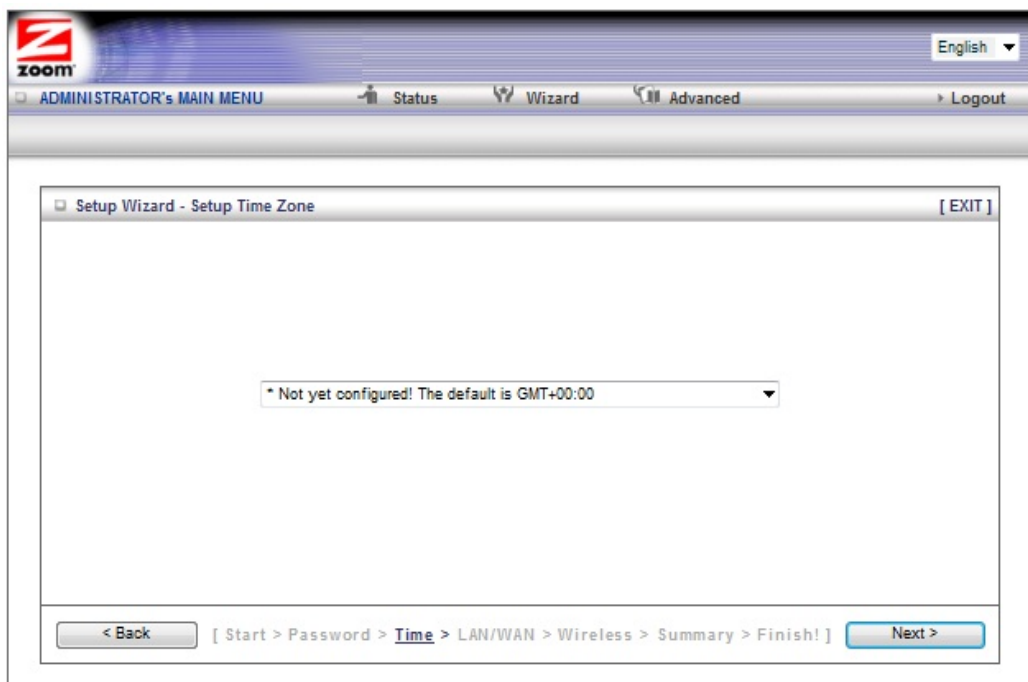 zoom
English
ADMINISTRATOR's MAIN MENU Status Wizard Advanced Logout
Setup Wizard - Setup Time Zone [ EXIT ]
* Not yet configured! The default is GMT+00:00
< Back [ Start > Password > Time > LAN/WAN > Wireless > Summary > Finish! ] Next >